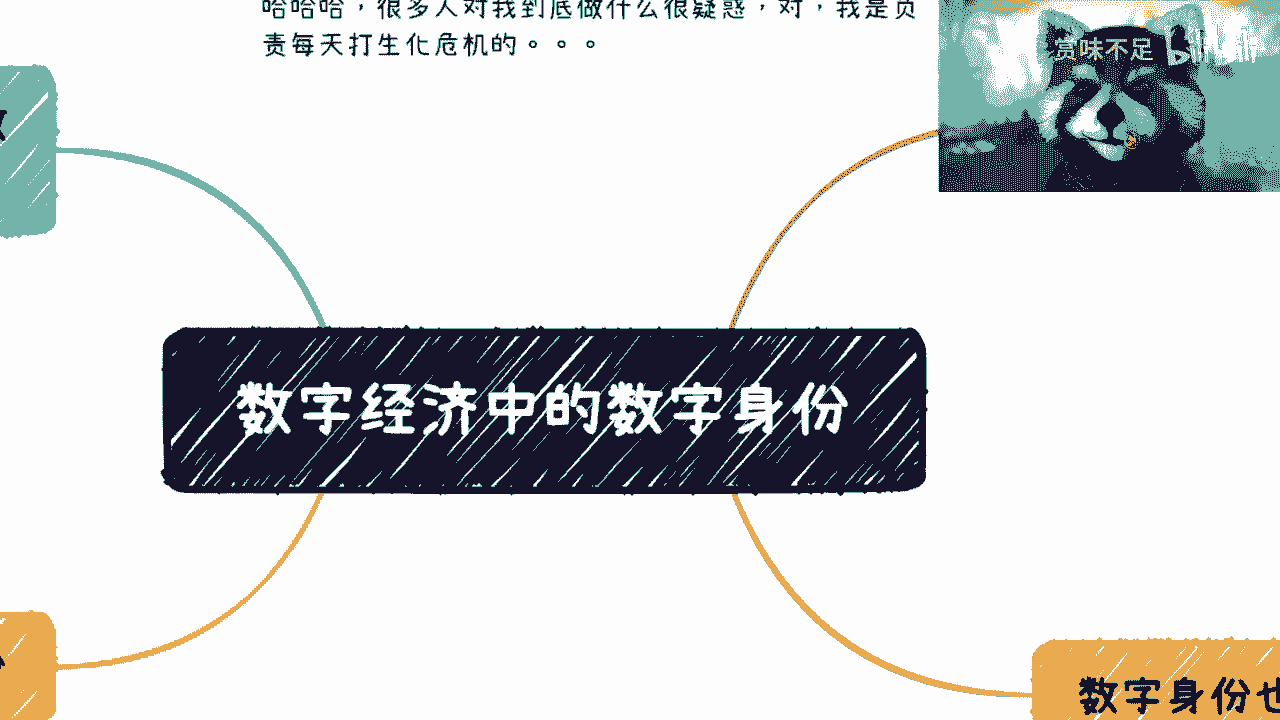 哈哈哈，很多人对我到底做什么很疑惑，对，我是负
责每天打生化危机的。。。
赏味不足 bilibili
数字经济中的数字身份
数字身份也